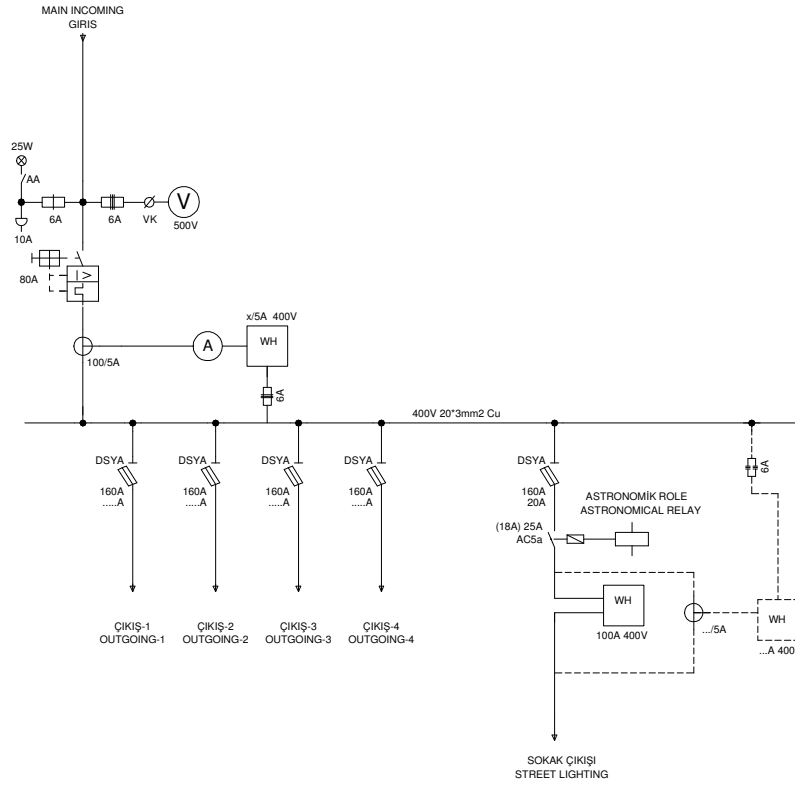 MAIN INCOMING
GIRIS
25W
AA
6A
6A
VK
V
500V
10A
80A
x/5A 400V
WH
A
100/5A
6A
400V 20*3mm2 Cu
DSYA
160A
.....A
DSYA
160A
.....A
DSYA
160A
.....A
DSYA
160A
.....A
DSYA
160A
20A
6A
ASTRONOMİK ROLE
ASTRONOMICAL RELAY
(18A) 25A
AC5a
WH
100A 400V
.../5A
WH
...A 400
ÇIKIŞ-1
OUTGOING-1
ÇIKIŞ-2
OUTGOING-2
ÇIKIŞ-3
OUTGOING-3
ÇIKIŞ-4
OUTGOING-4
SOKAK ÇIKIŞI
STREET LIGHTING